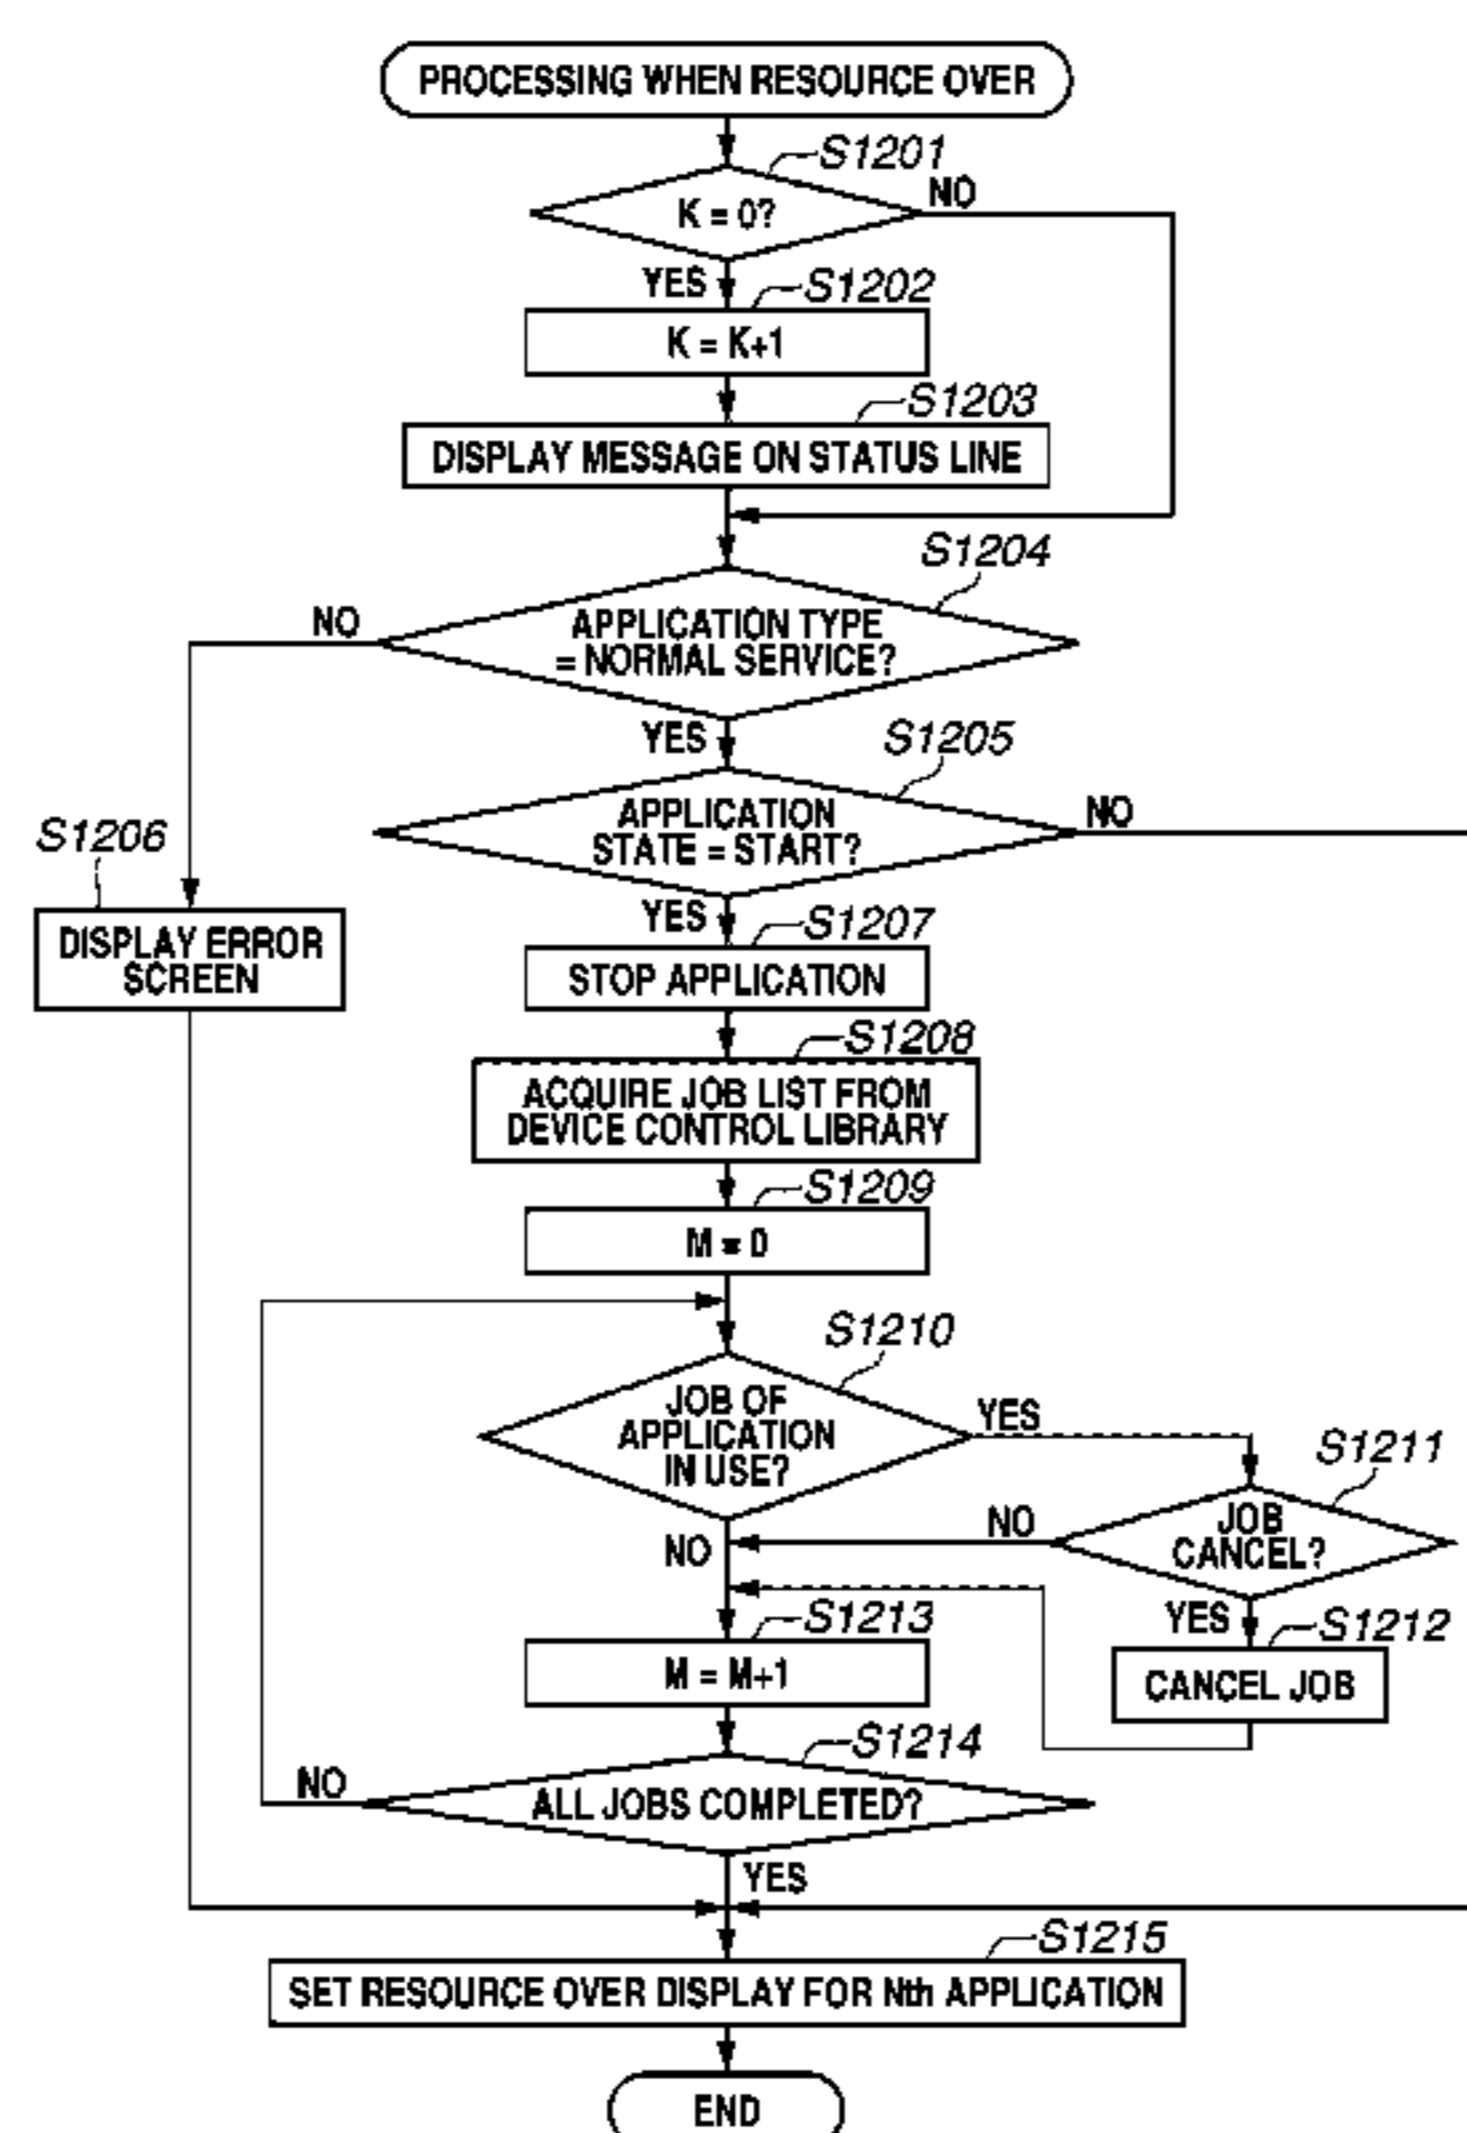 PROCESSING WHEN RESOURCE OVER
S1201
K = 0?
NO
YES
S1202
K = K+1
S1203
DISPLAY MESSAGE ON STATUS LINE
S1204
NO
APPLICATION TYPE
= NORMAL SERVICE?
YES
S1205
APPLICATION
STATE = START?
NO
S1206
DISPLAY ERROR
SCREEN
YES
S1207
STOP APPLICATION
S1208
ACQUIRE JOB LIST FROM
DEVICE CONTROL LIBRARY
S1209
M = 0
S1210
JOB OF
APPLICATION
IN USE?
YES
S1211
JOB
CANCEL?
NO
NO
YES
S1212
CANCEL JOB
S1213
M = M+1
S1214
NO
ALL JOBS COMPLETED?
YES
S1215
SET RESOURCE OVER DISPLAY FOR Nth APPLICATION
END